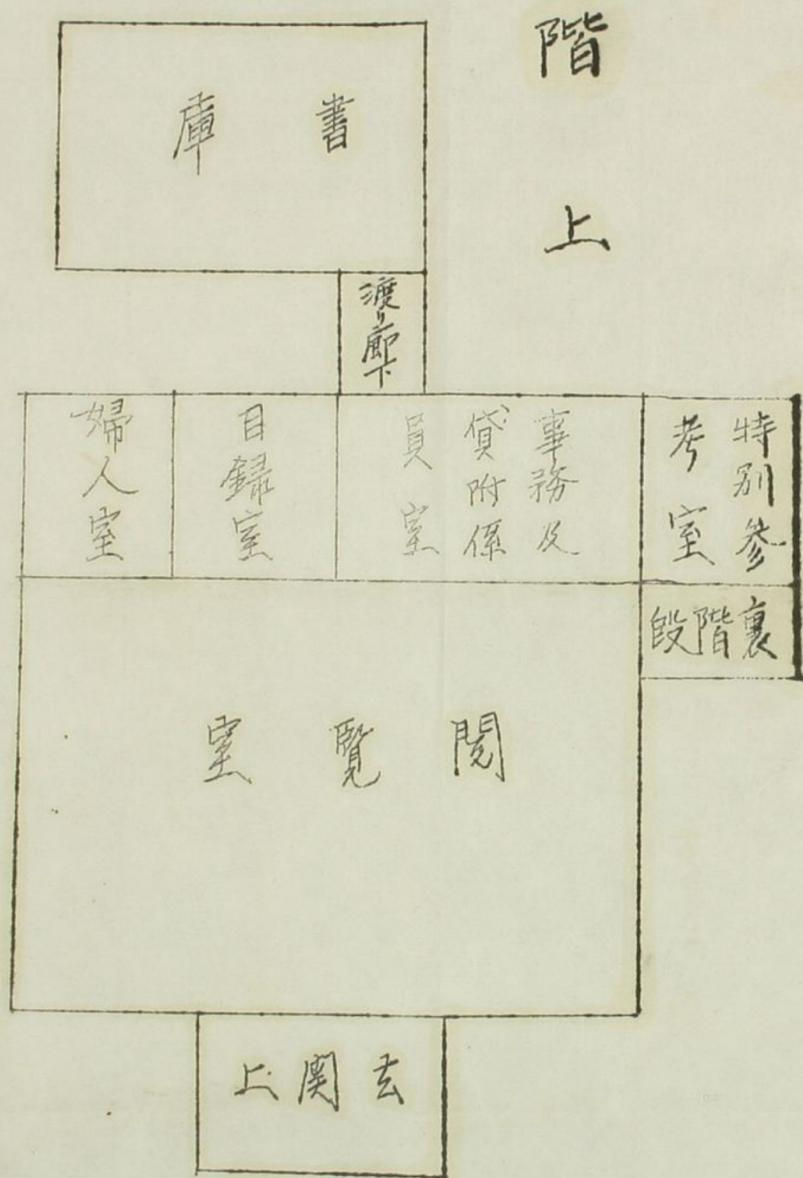 階上
書庫
渡り廊下
特別参
考室
事務及
貸附係
員室
目録室
婦人室
裏階段
閲覧室
玄関上